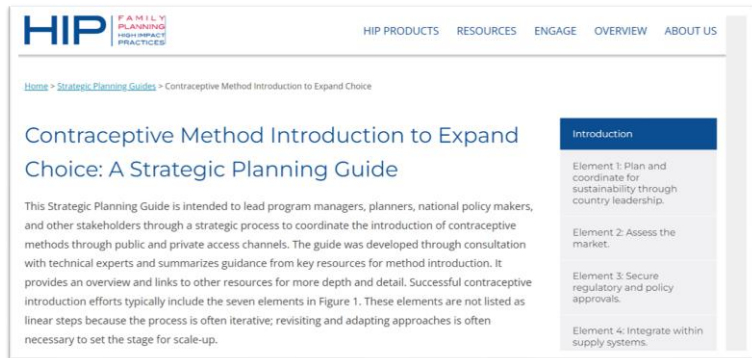 HIP
FAMILY
PLANNING
HIGH IMPACT
PRACTICES
HIP PRODUCTS RESOURCES ENGAGE OVERVIEW ABOUT US
Home > Strategic Planning Guides > Contraceptive Method Introduction to Expand Choice
Contraceptive Method Introduction to Expand
Choice: A Strategic Planning Guide
This Strategic Planning Guide is intended to lead program managers, planners, national policy makers,
and other stakeholders through a strategic process to coordinate the introduction of contraceptive
methods through public and private access channels. The guide was developed through consultation
with technical experts and summarizes guidance from key resources for method introduction. It
provides an overview and links to other resources for more depth and detail. Successful contraceptive
introduction efforts typically include the seven elements in Figure 1. These elements are not listed as
linear steps because the process is often iterative; revisiting and adapting approaches is often
necessary to set the stage for scale-up.
Introduction
Element 1: Plan and
coordinate for
sustainability through
country leadership.
Element 2: Assess the
market.
Element 3: Secure
regulatory and policy
approvals.
Element 4: Integrate within
supply systems.